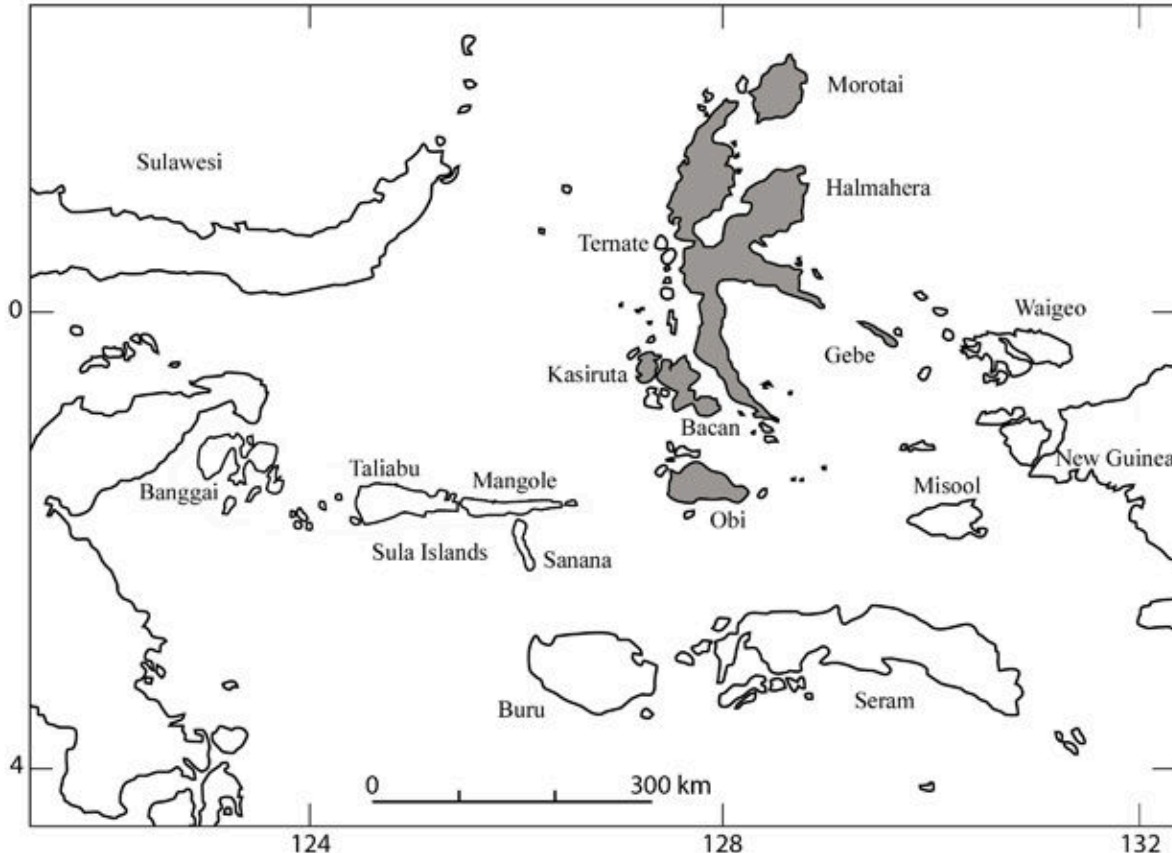 Morotai
Sulawesi
Halmahera
Ternate
0
Waigeo
Gebe
Kasiruta
Bacan
New Guinea
Taliabu
Mangole
Misool
Banggai
Obi
Sula Islands
Sanana
Buru
Seram
4
0 300 km
124 128 132